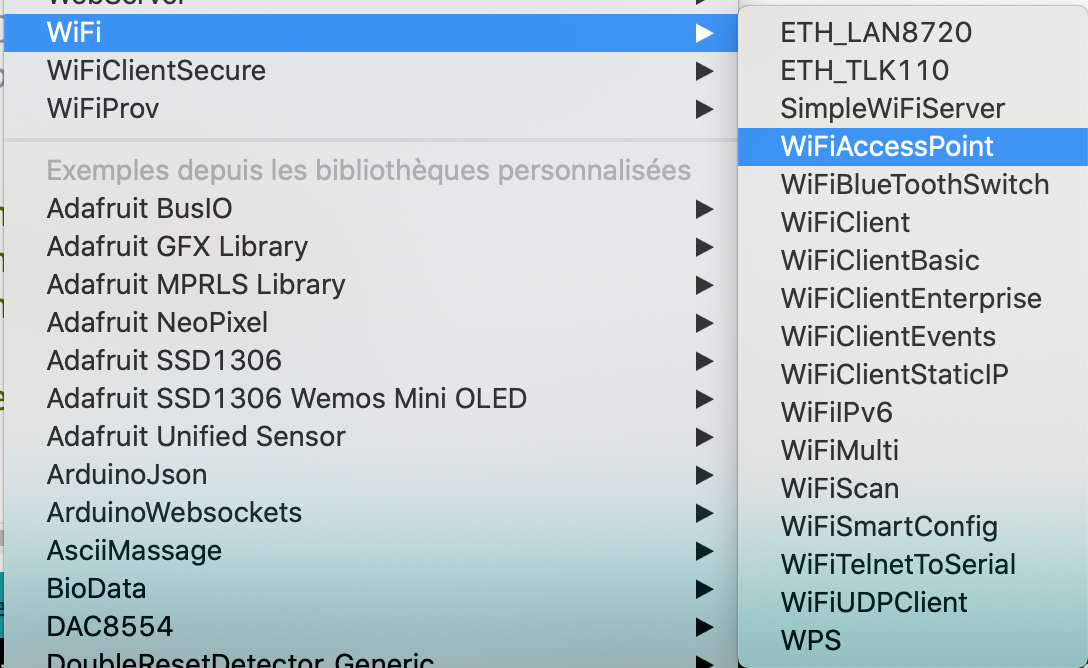 WebServer
WiFi
WiFiClientSecure
WiFiProv
Exemples depuis les bibliothèques personnalisées
Adafruit BusIO
Adafruit GFX Library
Adafruit MPRLS Library
Adafruit NeoPixel
Adafruit SSD1306
Adafruit SSD1306 Wemos Mini OLED
Adafruit Unified Sensor
ArduinoJson
ArduinoWebsockets
AsciiMassage
BioData
DAC8554
DoubleResetDetector_Generic
ETH_LAN8720
ETH_TLK110
SimpleWiFiServer
WiFiAccessPoint
WiFiBlueToothSwitch
WiFiClient
WiFiClientBasic
WiFiClientEnterprise
WiFiClientEvents
WiFiClientStaticIP
WiFiIPv6
WiFiMulti
WiFiScan
WiFiSmartConfig
WiFiTelnetToSerial
WiFiUDPClient
WPS